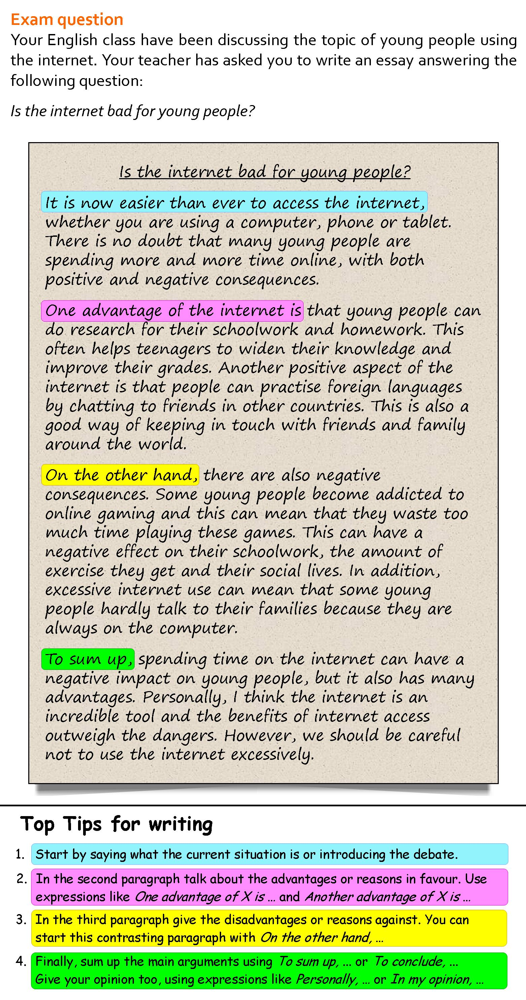 Exam question
Your English class have been discussing the topic of young people using
the internet. Your teacher has asked you to write an essay answering the
following question:
Is the internet bad for young people?
Is the internet bad for young people?
It is now easier than ever to access the internet,
whether you are using a computer, phone or tablet.
There is no doubt that many young people are
spending more and more time online, with both
positive and negative consequences.
One advantage of the internet is that young people can
do research for their schoolwork and homework. This
often helps teenagers to widen their knowledge and
improve their grades. Another positive aspect of the
internet is that people can practise foreign languages
by chatting to friends in other countries. This is also a
good way of keeping in touch with friends and family
around the world.
On the other hand, there are also negative
consequences. Some young people become addicted to
online gaming and this can mean that they waste too
much time playing these games. This can have a
negative effect on their schoolwork, the amount of
exercise they get and their social lives. In addition,
excessive internet use can mean that some young
people hardly talk to their families because they are
always on the computer.
To sum up, spending time on the internet can have a
negative impact on young people, but it also has many
advantages. Personally, I think the internet is an
incredible tool and the benefits of internet access
outweigh the dangers. However, we should be careful
not to use the internet excessively.
Top Tips for writing
1. Start by saying what the current situation is or introducing the debate.
2. In the second paragraph talk about the advantages or reasons in favour. Use
expressions like One advantage of X is ... and Another advantage of X is ...
3. In the third paragraph give the disadvantages or reasons against. You can
start this contrasting paragraph with On the other hand, ...
4. Finally, sum up the main arguments using To sum up, ... or To conclude, ...
Give your opinion too, using expressions like Personally, ... or In my opinion, ...